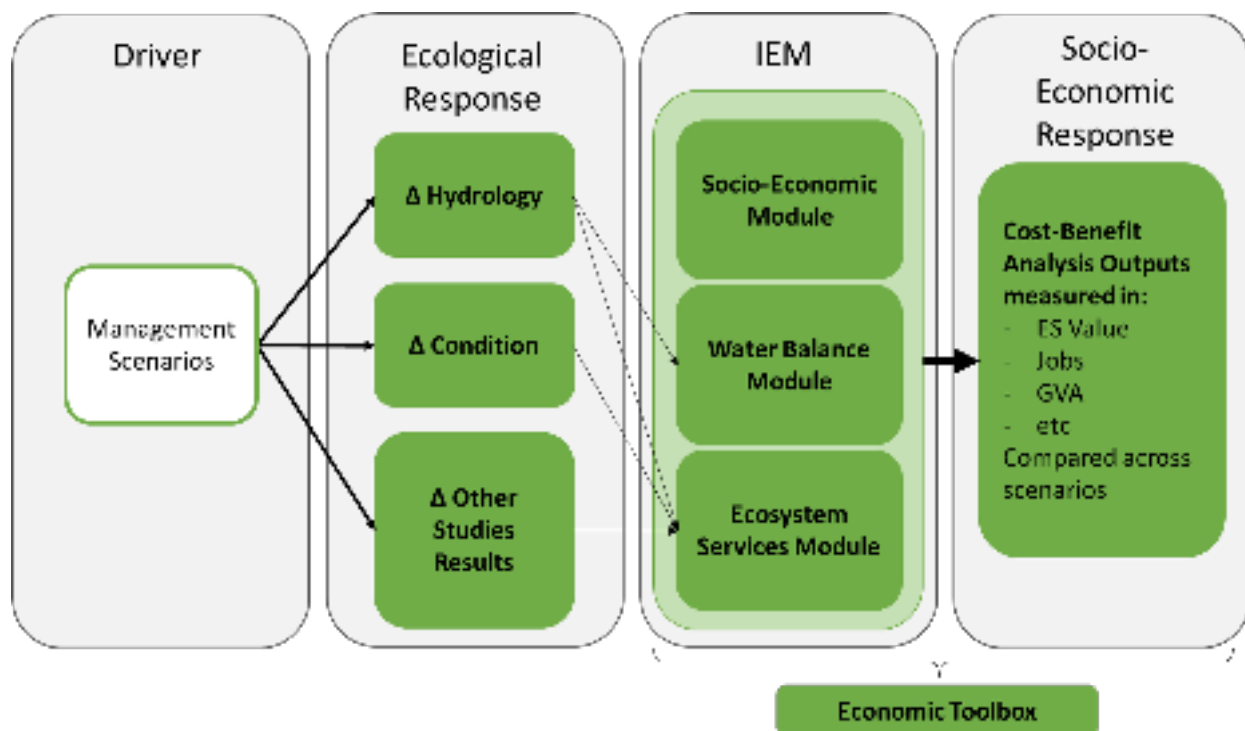 Driver
Ecological
Response
IEM
Socio-
Economic
Response
Management
Scenarios
Δ Hydrology
Δ Condition
Δ Other
Studies
Results
Socio-Economic
Module
Water Balance
Module
Ecosystem
Services Module
Cost-Benefit
Analysis Outputs
measured in:
- ES Value
- Jobs
- GVA
- etc
Compared across
scenarios
Economic Toolbox